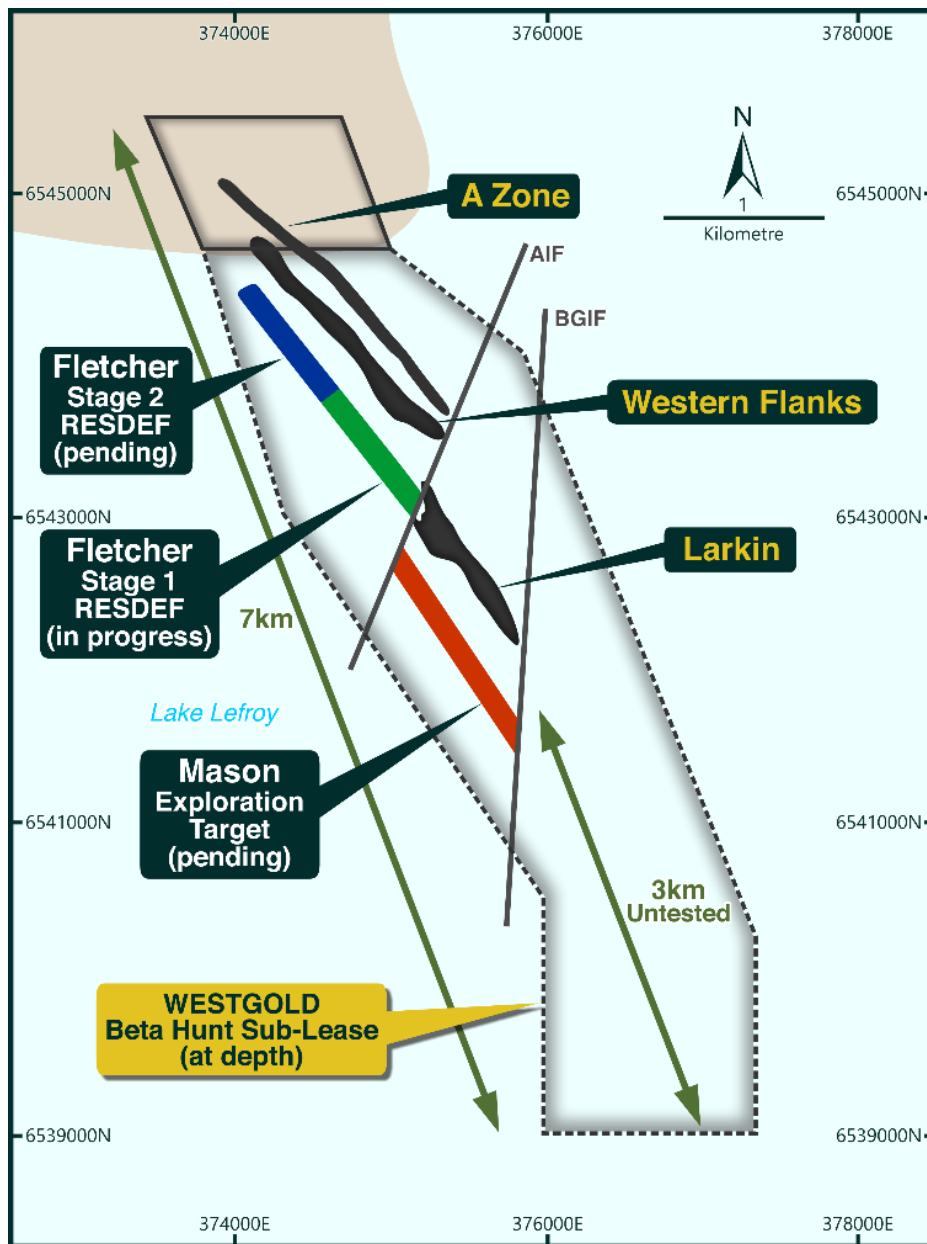 374000E
376000E
378000E
N
1
Kilometre
6545000N
6545000N
A Zone
AIF
BGIF
Fletcher
Stage 2
RESDEF
(pending)
Western Flanks
6543000N
6543000N
Fletcher
Stage 1
RESDEF
(in progress)
Larkin
7km
Lake Lefroy
Mason
Exploration
Target
(pending)
6541000N
6541000N
3km
Untested
WESTGOLD
Beta Hunt Sub-Lease
(at depth)
6539000N
6539000N
374000E
376000E
378000E